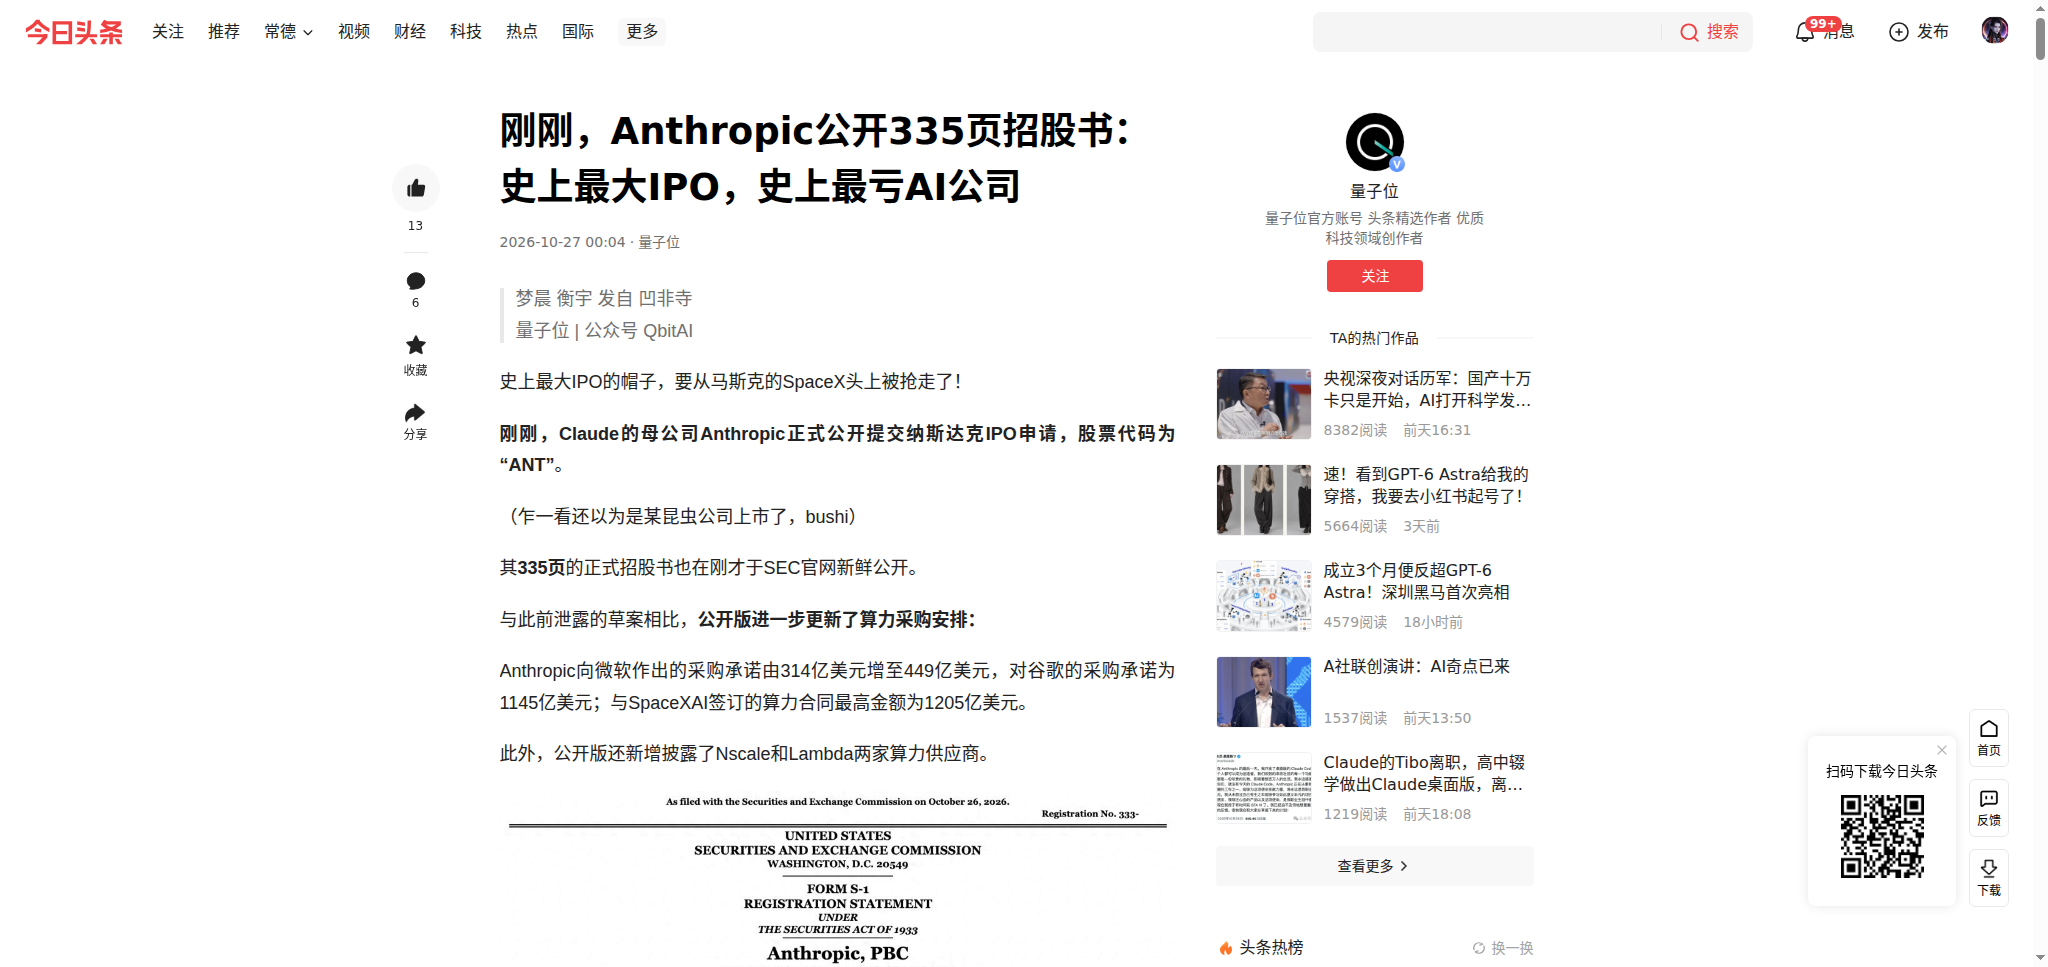 今日头条
关注 推荐 常德 视频 财经 科技 热点 国际 更多
搜索
99+
消息
发布
刚刚，Anthropic公开335页招股书：
史上最大IPO，史上最亏AI公司
2026-10-27 00:04 · 量子位
13
6
收藏
分享
梦晨 衡宇 发自 凹非寺
量子位 | 公众号 QbitAI
史上最大IPO的帽子，要从马斯克的SpaceX头上被抢走了！
刚刚，Claude的母公司Anthropic正式公开提交纳斯达克IPO申请，股票代码为
“ANT”。
（乍一看还以为是某昆虫公司上市了，bushi）
其335页的正式招股书也在刚才于SEC官网新鲜公开。
与此前泄露的草案相比，公开版进一步更新了算力采购安排：
Anthropic向微软作出的采购承诺由314亿美元增至449亿美元，对谷歌的采购承诺为
1145亿美元；与SpaceXAI签订的算力合同最高金额为1205亿美元。
此外，公开版还新增披露了Nscale和Lambda两家算力供应商。
As filed with the Securities and Exchange Commission on October 26, 2026.
Registration No. 333-
UNITED STATES
SECURITIES AND EXCHANGE COMMISSION
WASHINGTON, D.C. 20549
FORM S-1
REGISTRATION STATEMENT
UNDER
THE SECURITIES ACT OF 1933
Anthropic, PBC
量子位
量子位官方账号 头条精选作者 优质
科技领域创作者
关注
TA的热门作品
央视深夜对话历军：国产十万
卡只是开始，AI打开科学发...
8382阅读 前天16:31
速！看到GPT-6 Astra给我的
穿搭，我要去小红书起号了！
5664阅读 3天前
成立3个月便反超GPT-6
Astra！深圳黑马首次亮相
4579阅读 18小时前
A社联创演讲：AI奇点已来
1537阅读 前天13:50
Claude的Tibo离职，高中辍
学做出Claude桌面版，离...
1219阅读 前天18:08
查看更多
头条热榜
换一换
扫码下载今日头条
首页
反馈
下载